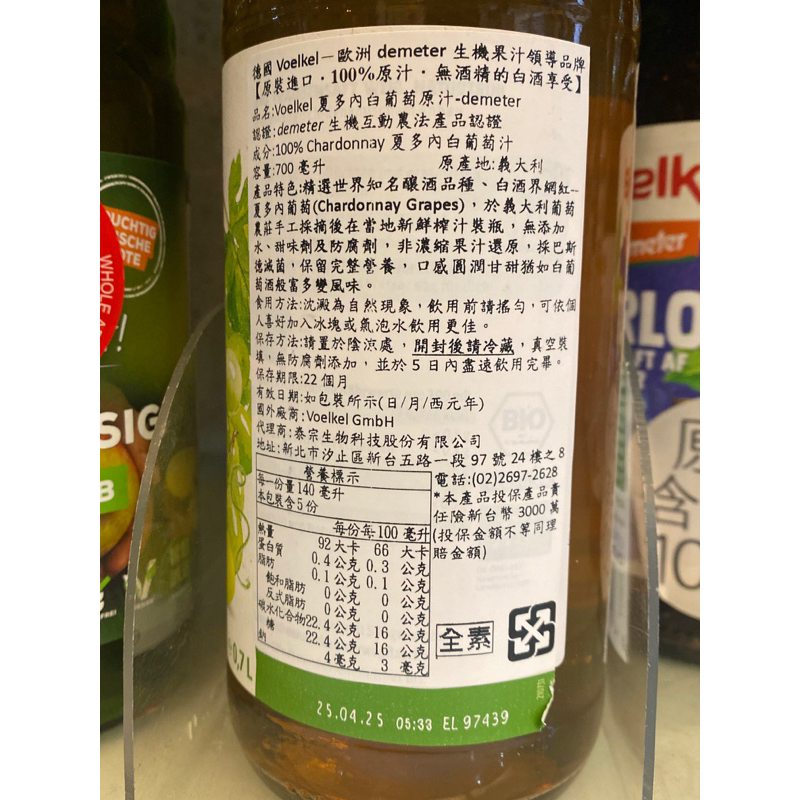 德國 Voelkel－歐洲 demeter 生機果汁領導品牌
【原裝進口・100%原汁・無酒精的白酒享受】
品名:Voelkel 夏多內白葡萄原汁-demeter
認證:demeter 生機互動農法產品認證
成分:100% Chardonnay 夏多內白葡萄汁
容量:700 毫升 原產地:義大利
產品特色:精選世界知名釀酒品種、白酒界網紅--
夏多內葡萄(Chardonnay Grapes)，於義大利葡萄
農莊手工採摘後在當地新鮮榨汁裝瓶，無添加
水、甜味劑及防腐劑，非濃縮果汁還原，採巴斯
德滅菌，保留完整營養，口感圓潤甘甜猶如白葡
萄酒般富多變風味。
食用方法:沈澱為自然現象，飲用前請搖勻，可依個
人喜好加入冰塊或氣泡水飲用更佳。
保存方法:請置於陰涼處，開封後請冷藏，真空裝
填，無防腐劑添加，並於 5 日內盡速飲用完畢。
保存期限:22 個月
有效日期:如包裝所示(日/月/西元年)
國外廠商:Voelkel GmbH
代理商:泰宗生物科技股份有限公司
地址:新北市汐止區新台五路一段 97 號 24 樓之 8
電話:(02)2697-2628
*本產品投保產品責
任險新台幣 3000 萬
(投保金額不等同理
賠金額)
營養標示
每一份量 140 毫升
本包裝含 5 份
每份 每 100 毫升
熱量 92 大卡 66 大卡
蛋白質 0.4 公克 0.3 公克
脂肪 0.1 公克 0.1 公克
飽和脂肪 0 公克 0 公克
反式脂肪 0 公克 0 公克
碳水化合物 22.4 公克 16 公克
糖 22.4 公克 16 公克
鈉 4 毫克 3 毫克
全素
0,7L
25.04.25 05:33 EL 97439
BIO
WHOLE
SIG
B
elk
meter
RLO
FT AF
原
含
10